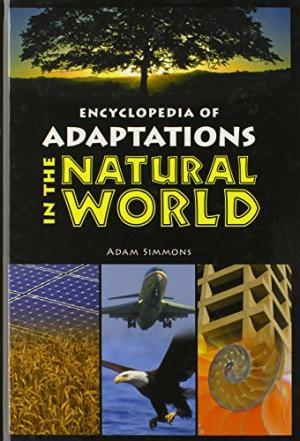 ENCYCLOPEDIA OF
ADAPTATIONS
IN THE
NATURAL
WORLD
ADAM SIMMONS